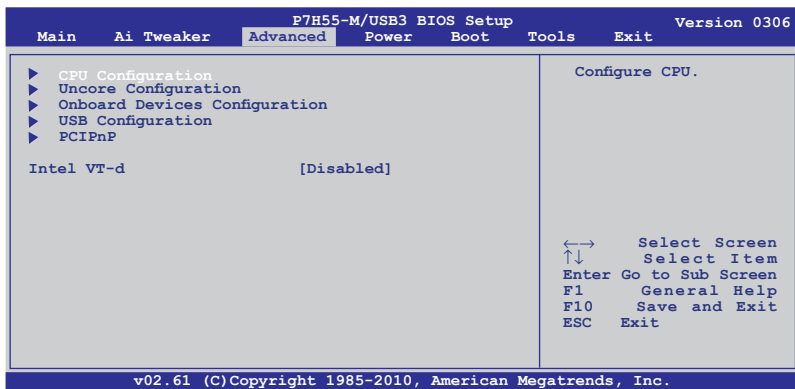 P7H55-M/USB3 BIOS Setup Version 0306
Main Ai Tweaker Advanced Power Boot Tools Exit
CPU Configuration
Uncore Configuration
Onboard Devices Configuration
USB Configuration
PCIPnP
Intel VT-d [Disabled]
Configure CPU.
←→ Select Screen
↑↓ Select Item
Enter Go to Sub Screen
F1 General Help
F10 Save and Exit
ESC Exit
v02.61 (C)Copyright 1985-2010, American Megatrends, Inc.